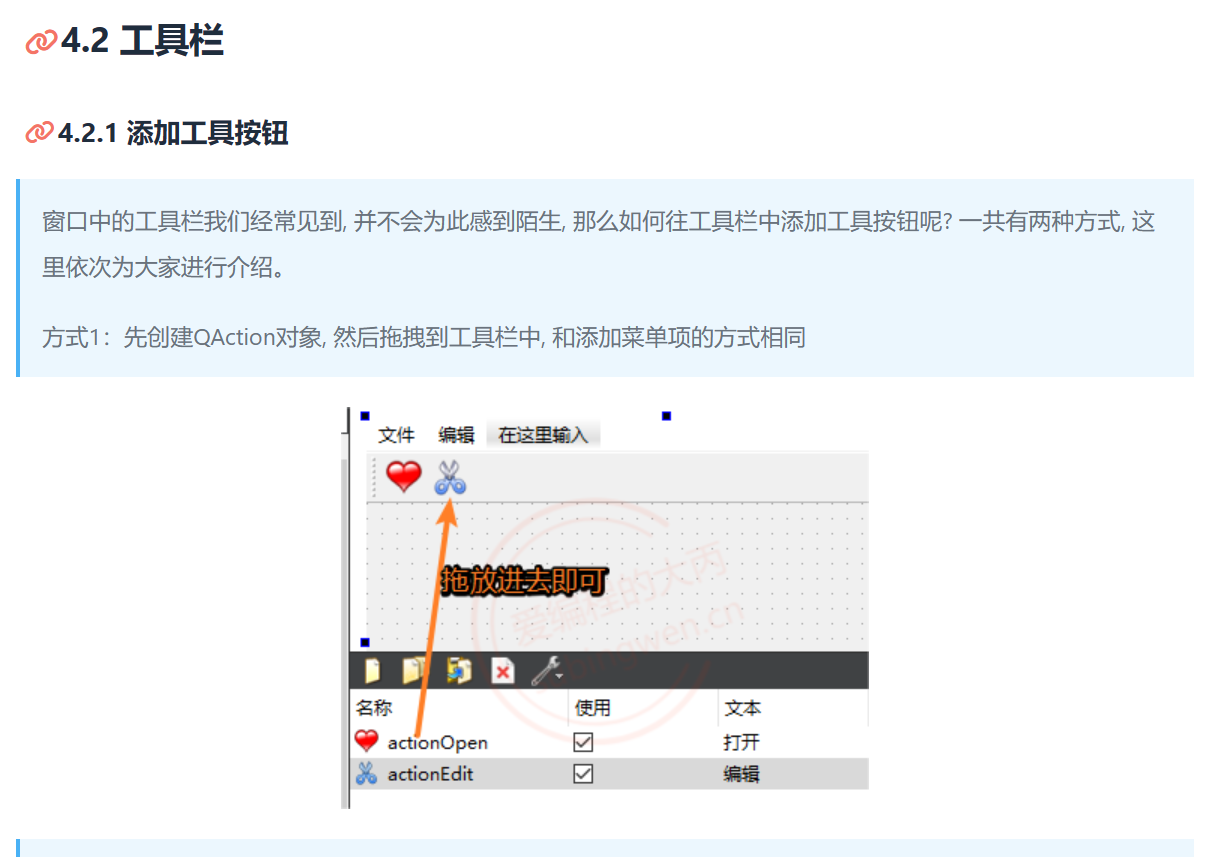 4.2 工具栏
4.2.1 添加工具按钮
窗口中的工具栏我们经常见到, 并不会为此感到陌生, 那么如何往工具栏中添加工具按钮呢? 一共有两种方式, 这
里依次为大家进行介绍。
方式1：先创建QAction对象, 然后拖拽到工具栏中, 和添加菜单项的方式相同
文件 编辑 在这里输入
拖放进去即可
爱编程的大丙
名称 使用 文本
actionOpen 打开
actionEdit 编辑